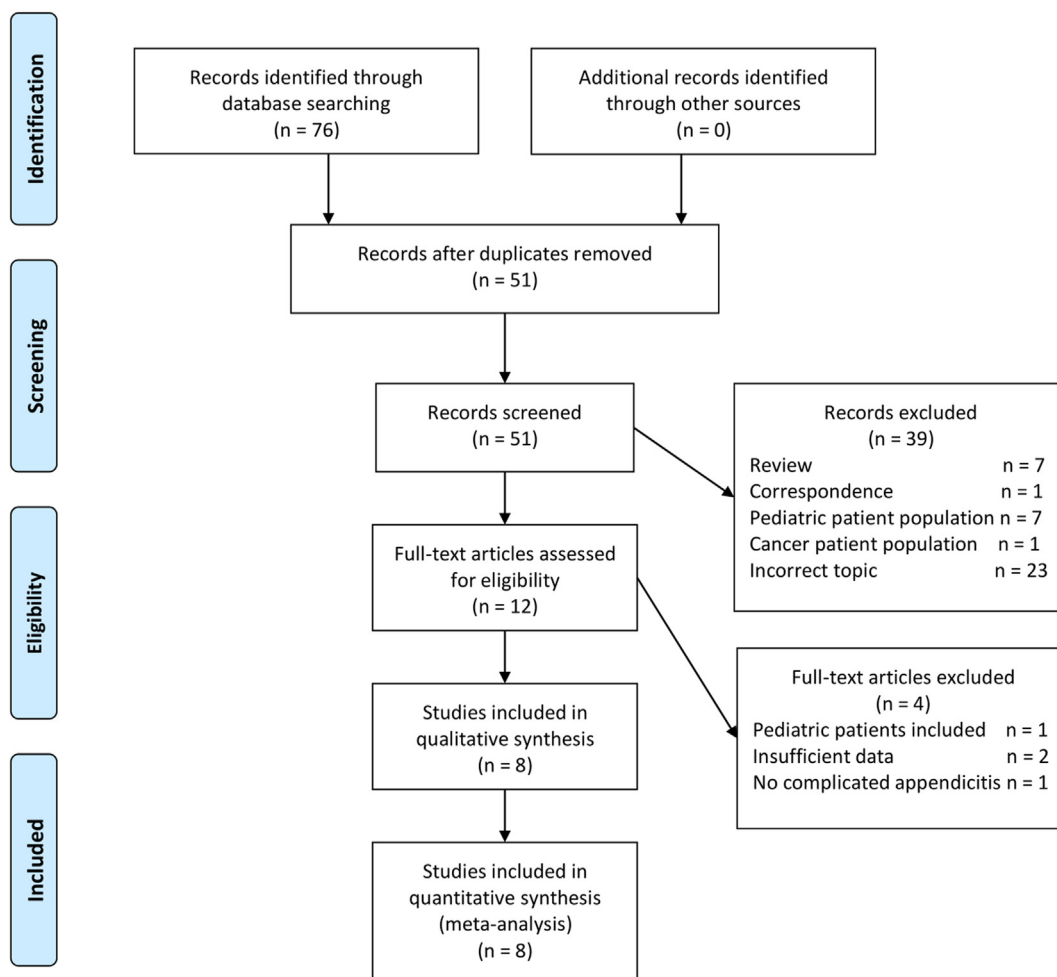 Identification
Records identified through
database searching
(n = 76)
Additional records identified
through other sources
(n = 0)
Records after duplicates removed
(n = 51)
Screening
Records screened
(n = 51)
Records excluded
(n = 39)
Review n = 7
Correspondence n = 1
Pediatric patient population n = 7
Cancer patient population n = 1
Incorrect topic n = 23
Eligibility
Full-text articles assessed
for eligibility
(n = 12)
Full-text articles excluded
(n = 4)
Pediatric patients included n = 1
Insufficient data n = 2
No complicated appendicitis n = 1
Studies included in
qualitative synthesis
(n = 8)
Included
Studies included in
quantitative synthesis
(meta-analysis)
(n = 8)